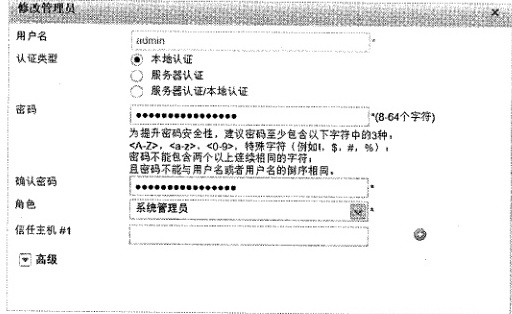 修改管理员
用户名 admin *
认证类型 本地认证
服务器认证
服务器认证/本地认证
密码 •••••••••••••••• *(8-64个字符)
为提升密码安全性，建议密码至少包含以下字符中的3种：
<A-Z>，<a-z>，<0-9>，特殊字符（例如!，$，#，%）；
密码不能包含两个以上连续相同的字符；
且密码不能与用户名或者用户名的倒序相同。
确认密码 •••••••••••••••• *
角色 系统管理员 *
信任主机 #1
高级